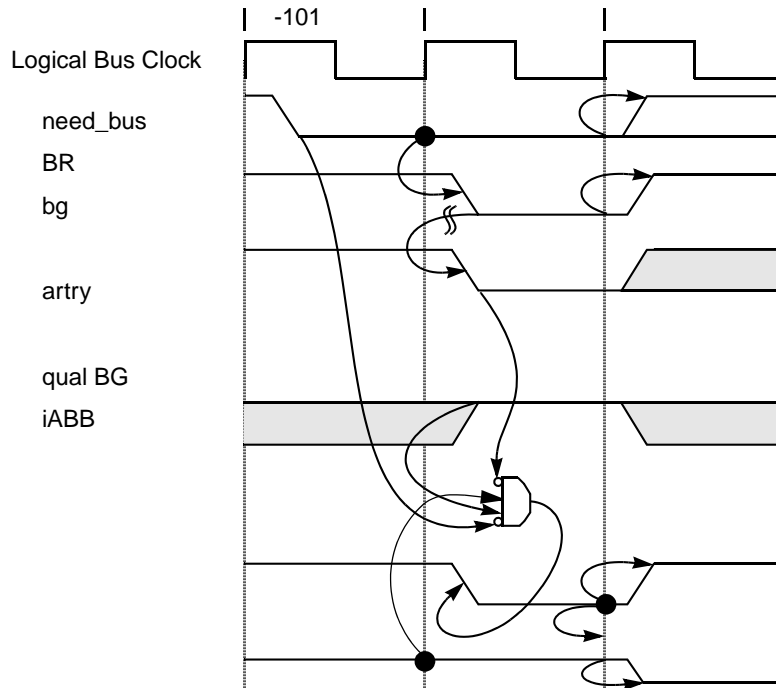 -101
Logical Bus Clock
need_bus
BR
bg
artry
qual BG
iABB